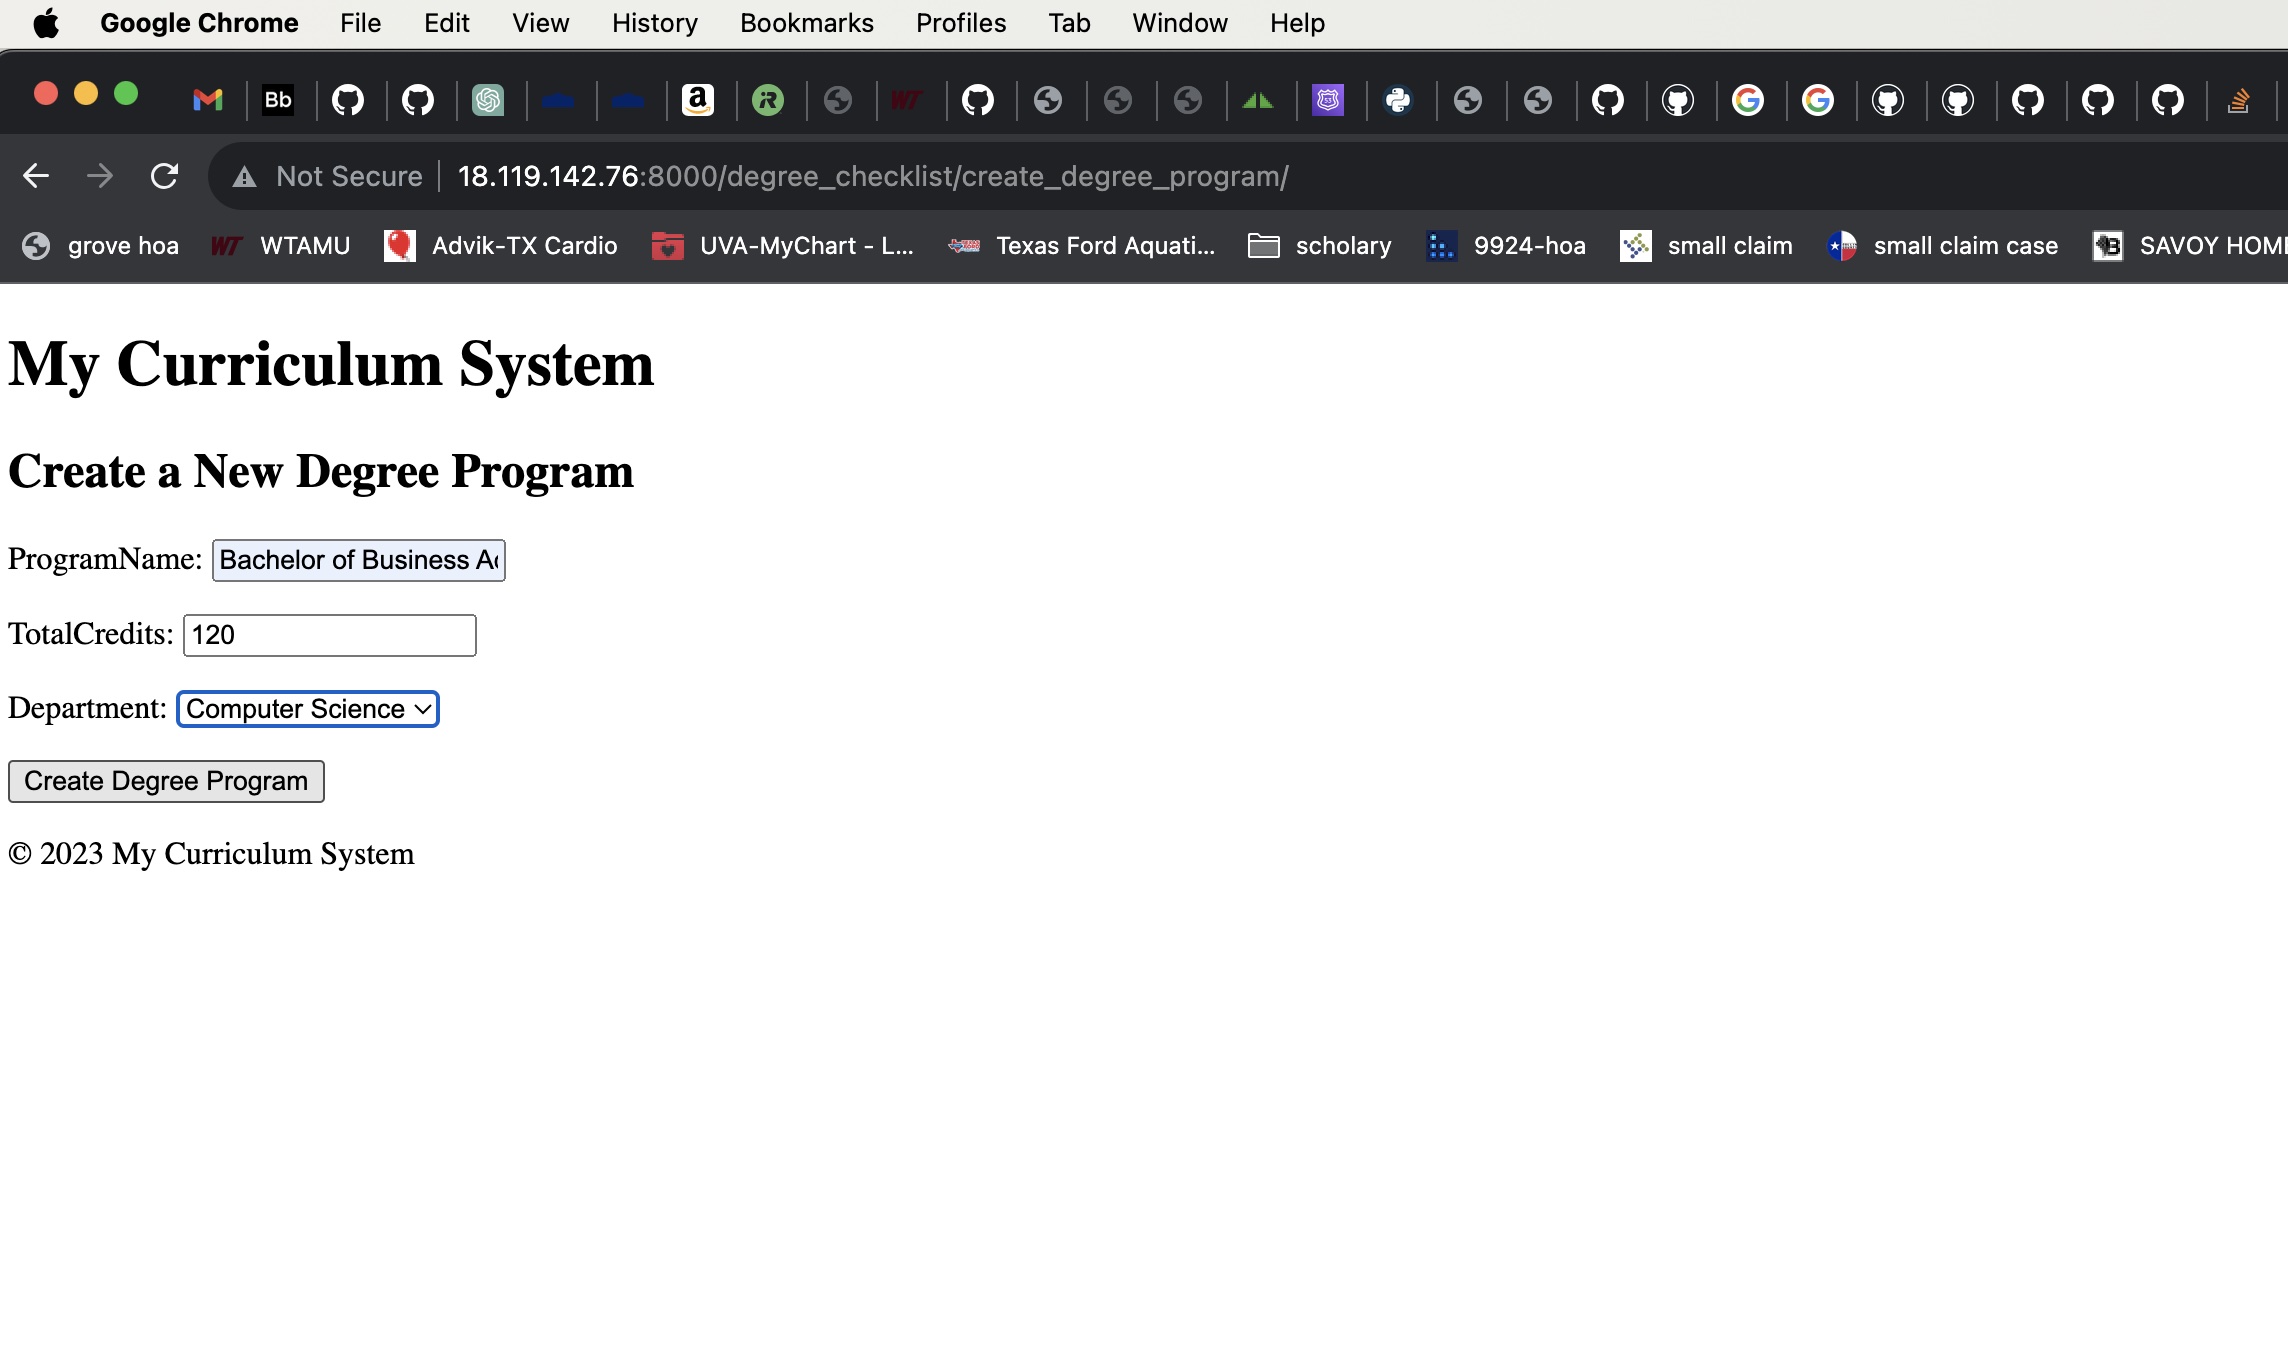 Google Chrome File Edit View History Bookmarks Profiles Tab Window Help
Bb
Not Secure 18.119.142.76:8000/degree_checklist/create_degree_program/
grove hoa WT WTAMU Advik-TX Cardio UVA-MyChart - L... Texas Ford Aquati... scholary 9924-hoa small claim small claim case SAVOY HOM
My Curriculum System
Create a New Degree Program
ProgramName: Bachelor of Business A
TotalCredits: 120
Department: Computer Science
Create Degree Program
© 2023 My Curriculum System